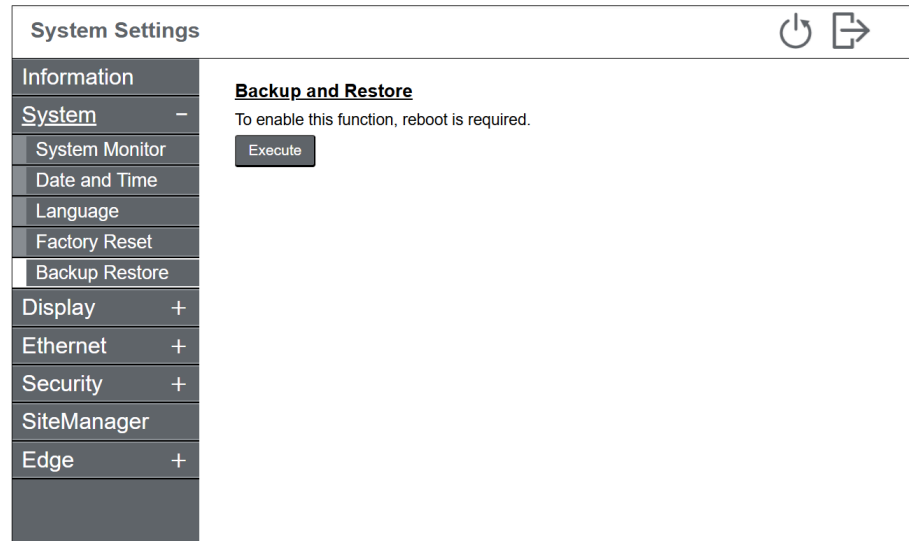 System Settings
Information
System −
System Monitor
Date and Time
Language
Factory Reset
Backup Restore
Display +
Ethernet +
Security +
SiteManager
Edge +
Backup and Restore
To enable this function, reboot is required.
Execute